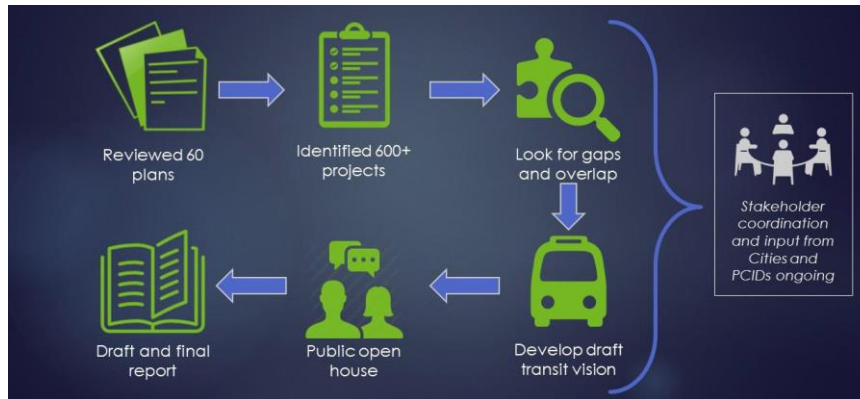 Reviewed 60
plans
Identified 600+
projects
Look for gaps
and overlap
Develop draft
transit vision
Public open
house
Draft and final
report
Stakeholder
coordination
and input from
Cities and
PCIDs ongoing